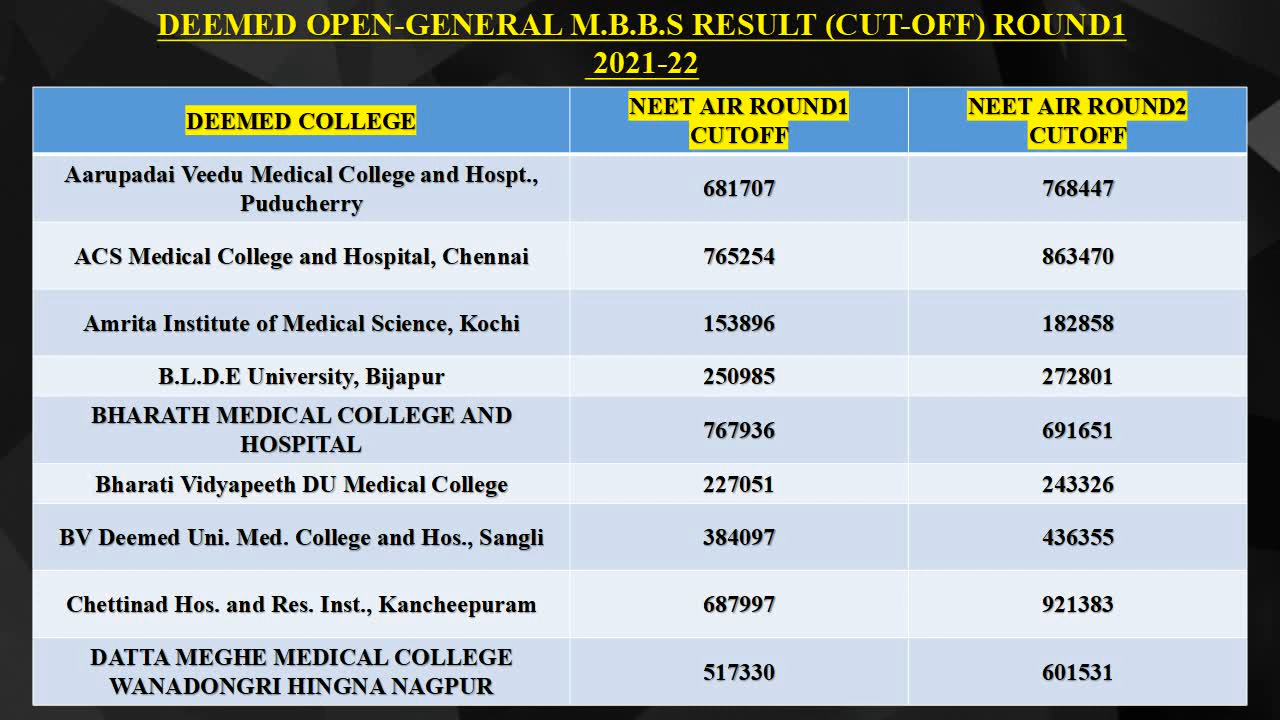 DEEMED OPEN-GENERAL M.B.B.S RESULT (CUT-OFF) ROUND1
2021-22
DEEMED COLLEGE
NEET AIR ROUND1
CUTOFF
NEET AIR ROUND2
CUTOFF
Aarupadai Veedu Medical College and Hospt.,
Puducherry
681707
768447
ACS Medical College and Hospital, Chennai
765254
863470
Amrita Institute of Medical Science, Kochi
153896
182858
B.L.D.E University, Bijapur
250985
272801
BHARATH MEDICAL COLLEGE AND
HOSPITAL
767936
691651
Bharati Vidyapeeth DU Medical College
227051
243326
BV Deemed Uni. Med. College and Hos., Sangli
384097
436355
Chettinad Hos. and Res. Inst., Kancheepuram
687997
921383
DATTA MEGHE MEDICAL COLLEGE
WANADONGRI HINGNA NAGPUR
517330
601531